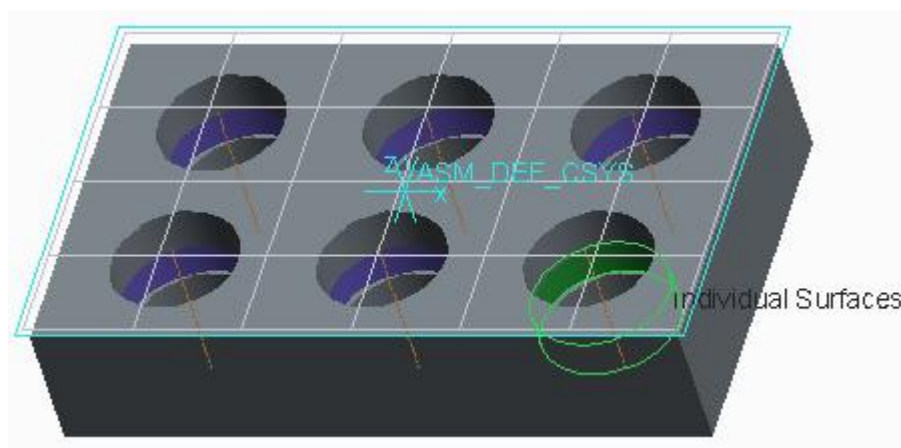 Z Y ASM_DEF_CSYS
X
Individual Surfaces